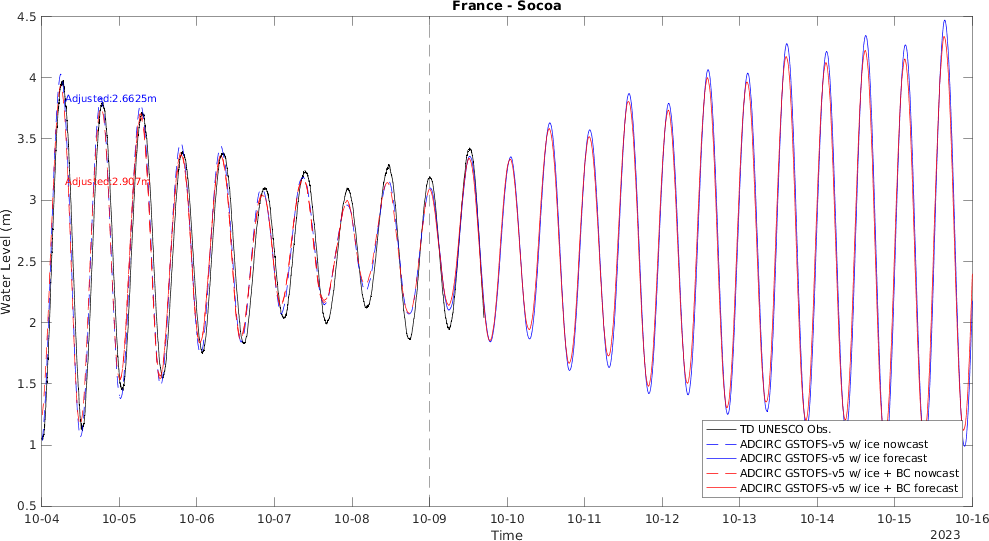 France - Socoa
4.5
4
3.5
3
2.5
2
1.5
1
0.5
Water Level (m)
Adjusted:2.6625m
Adjusted:2.907m
TD UNESCO Obs.
ADCIRC GSTOFS-v5 w/ ice nowcast
ADCIRC GSTOFS-v5 w/ ice forecast
ADCIRC GSTOFS-v5 w/ ice + BC nowcast
ADCIRC GSTOFS-v5 w/ ice + BC forecast
10-04 10-05 10-06 10-07 10-08 10-09 10-10 10-11 10-12 10-13 10-14 10-15 10-16
Time
2023